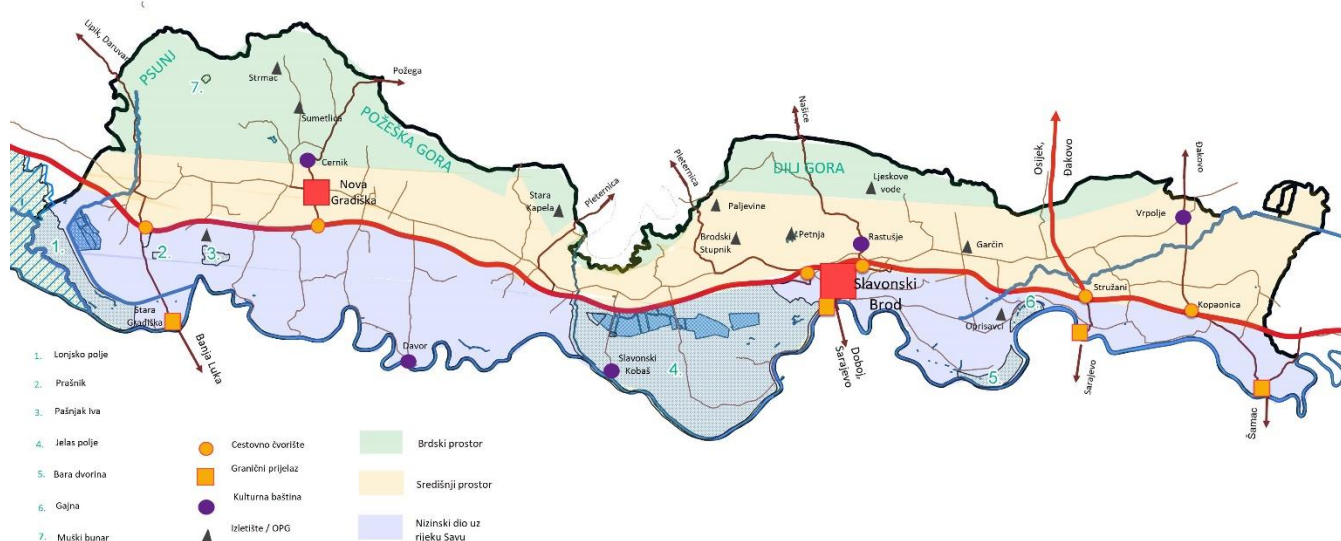 Lipik, Daruvar
PSUNJ
7.
Strmac
Sumetlica
Požega
POŽEŠKA GORA
Cernik
Nova
Gradiška
Stara
Kapela
Pleternica
Pleternica
Našice
DILJ GORA
Ljeskove
vode
Paljevine
Brodski
Stupnik
Petnja
Rastušje
Garčin
Osijek,
Đakovo
Đakovo
Vrpolje
1.
2.
3.
Stara
Gradiška
Banja Luka
Davor
Slavonski
Kobaš
4.
Slavonski
Brod
Doboj,
Sarajevo
Oprisavci
6.
5.
Stružani
Kopaonica
Sarajevo
Šamac
1. Lonjsko polje
2. Prašnik
3. Pašnjak Iva
4. Jelas polje
5. Bara dvorina
6. Gajna
7. Muški bunar
Cestovno čvorište
Granični prijelaz
Kulturna baština
Izletište / OPG
Brdski prostor
Središnji prostor
Nizinski dio uz
rijeku Savu